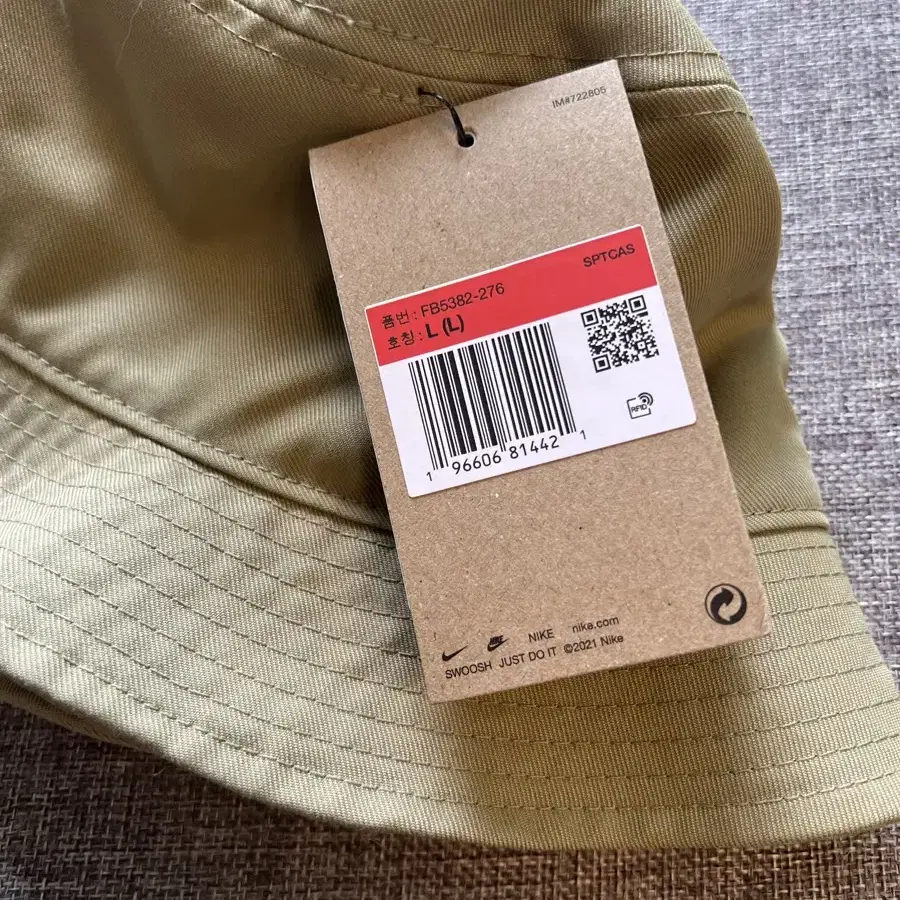 IM#722805
SPTCAS
품번 : FB5382-276
호칭 : L (L)
RFID
1 96606 81442 1
NIKE nike.com
SWOOSH JUST DO IT ©2021 Nike